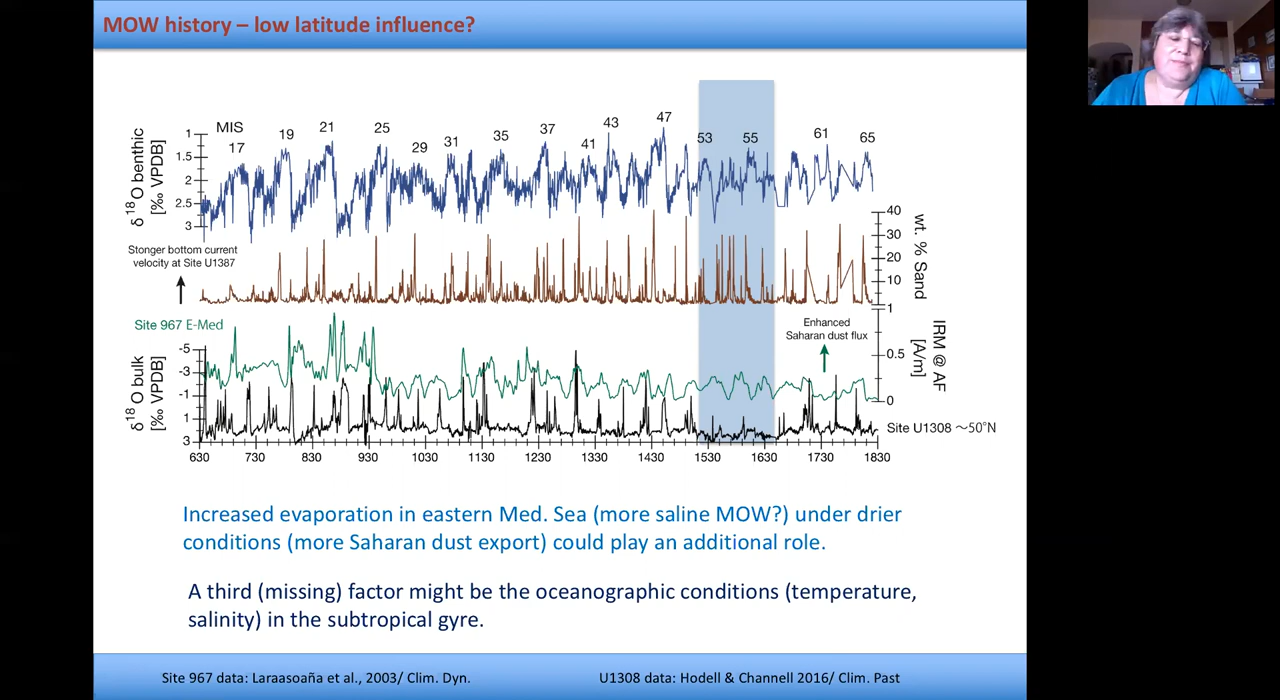 MOW history – low latitude influence?
MIS
17
19
21
25
29
31
35
37
41
43
47
53
55
61
65
δ 18O benthic
[‰ VPDB]
1
1.5
2
2.5
3
Stonger bottom current
velocity at Site U1387
40
30
20
10
wt. % Sand
Site 967 E-Med
Enhanced
Saharan dust flux
1
0.5
0
IRM @ AF
[A/m]
δ 18O bulk
[‰ VPDB]
-5
-3
-1
1
3
Site U1308 ~50°N
630 730 830 930 1030 1130 1230 1330 1430 1530 1630 1730 1830
Increased evaporation in eastern Med. Sea (more saline MOW?) under drier
conditions (more Saharan dust export) could play an additional role.
A third (missing) factor might be the oceanographic conditions (temperature,
salinity) in the subtropical gyre.
Site 967 data: Laraasoaña et al., 2003/ Clim. Dyn.
U1308 data: Hodell & Channell 2016/ Clim. Past